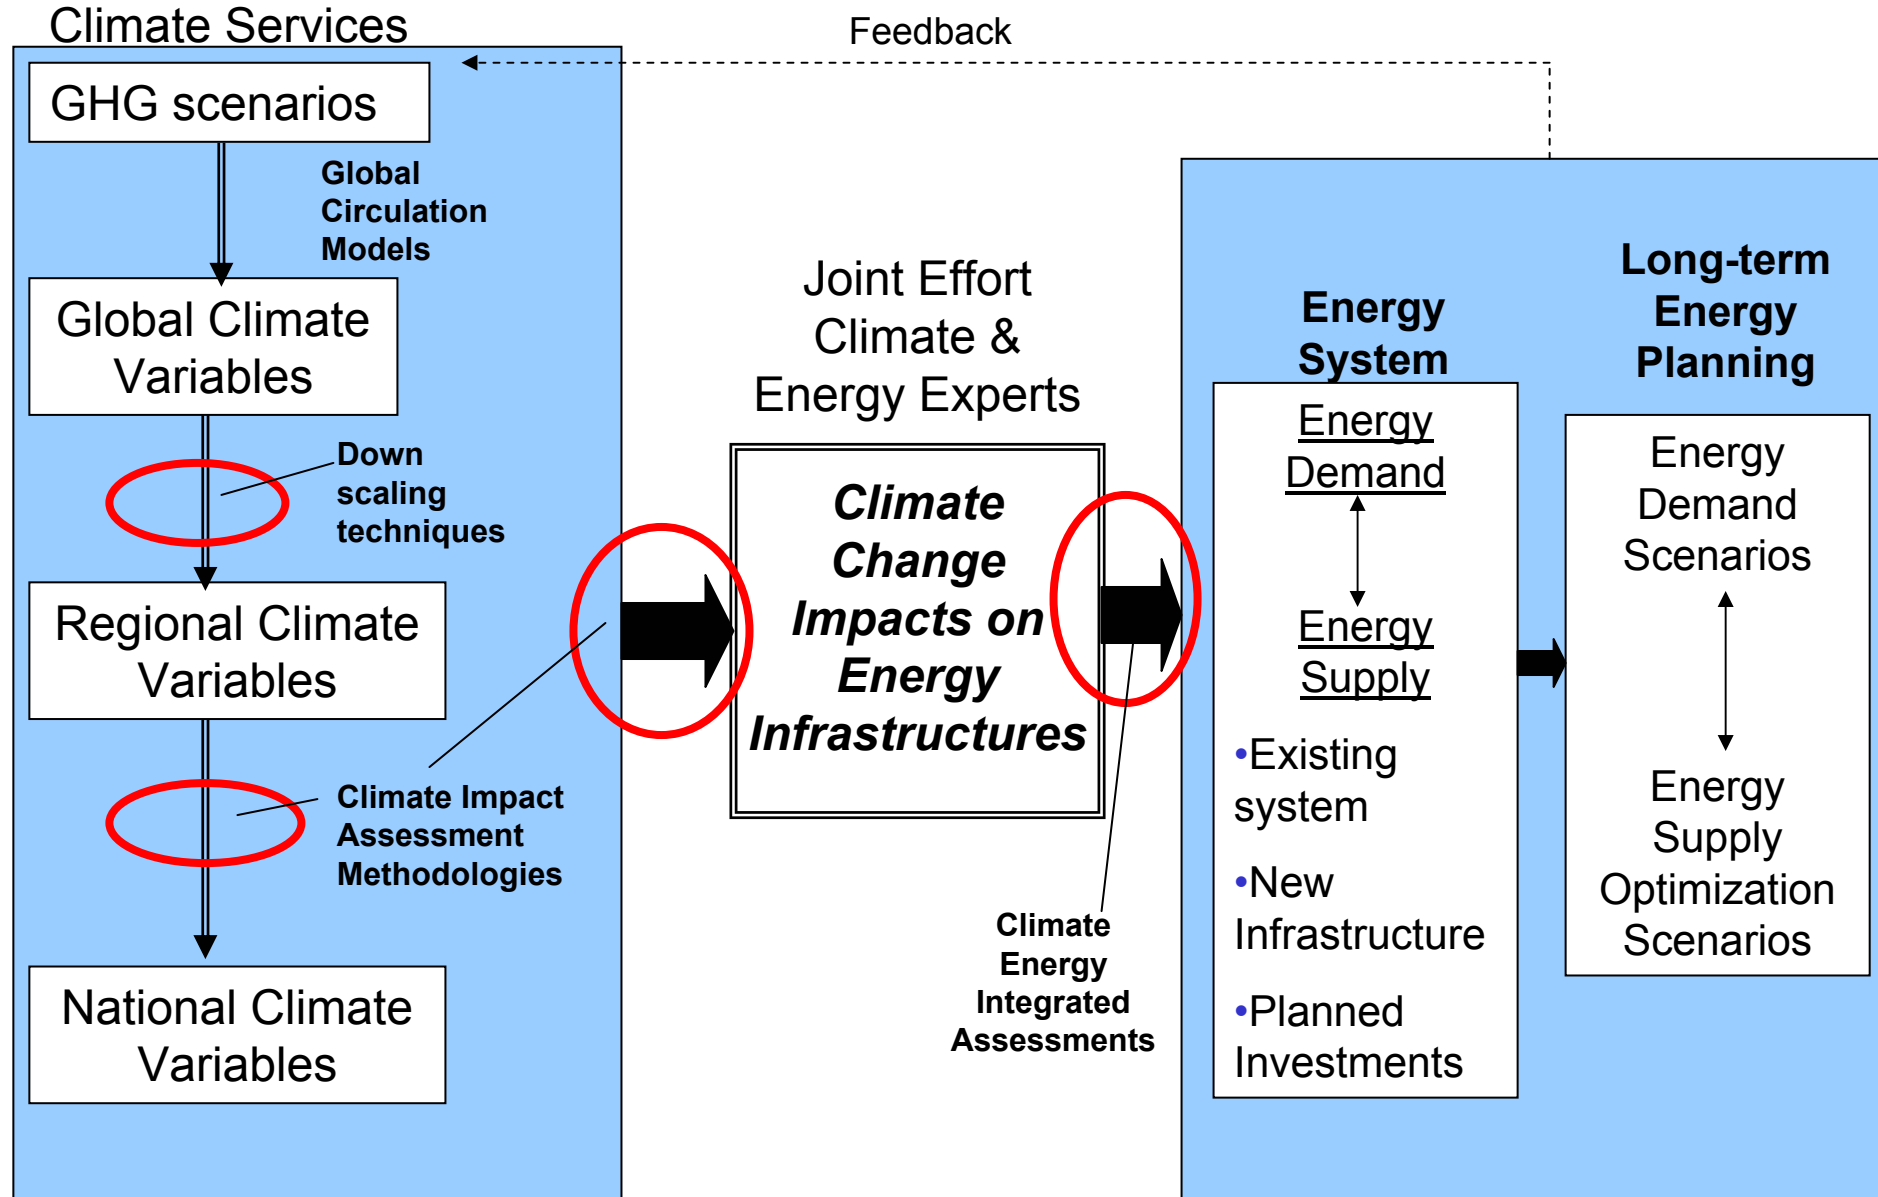 Climate Services
Feedback
GHG scenarios
Global
Circulation
Models
Global Climate
Variables
Down
scaling
techniques
Regional Climate
Variables
Climate Impact
Assessment
Methodologies
National Climate
Variables
Joint Effort
Climate &
Energy Experts
Climate
Change
Impacts on
Energy
Infrastructures
Climate
Energy
Integrated
Assessments
Energy
System
Energy
Demand
Energy
Supply
•Existing
system
•New
Infrastructure
•Planned
Investments
Long-term
Energy
Planning
Energy
Demand
Scenarios
Energy
Supply
Optimization
Scenarios